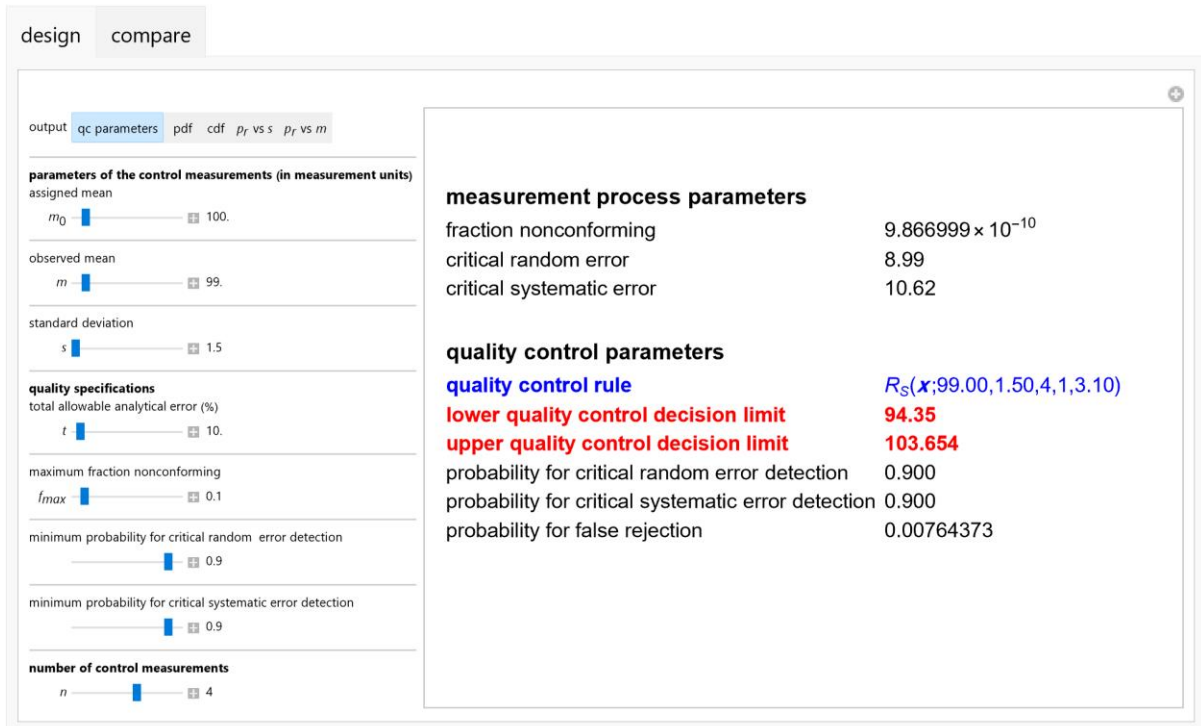 design compare
output qc parameters pdf cdf pᵣ vs s pᵣ vs m
parameters of the control measurements (in measurement units)
assigned mean
m₀ 100.
observed mean
m 99.
standard deviation
s 1.5
quality specifications
total allowable analytical error (%)
t 10.
maximum fraction nonconforming
fmax 0.1
minimum probability for critical random error detection
0.9
minimum probability for critical systematic error detection
0.9
number of control measurements
n 4
measurement process parameters
fraction nonconforming 9.866999 × 10⁻¹⁰
critical random error 8.99
critical systematic error 10.62
quality control parameters
quality control rule R_S(x;99.00,1.50,4,1,3.10)
lower quality control decision limit 94.35
upper quality control decision limit 103.654
probability for critical random error detection 0.900
probability for critical systematic error detection 0.900
probability for false rejection 0.00764373